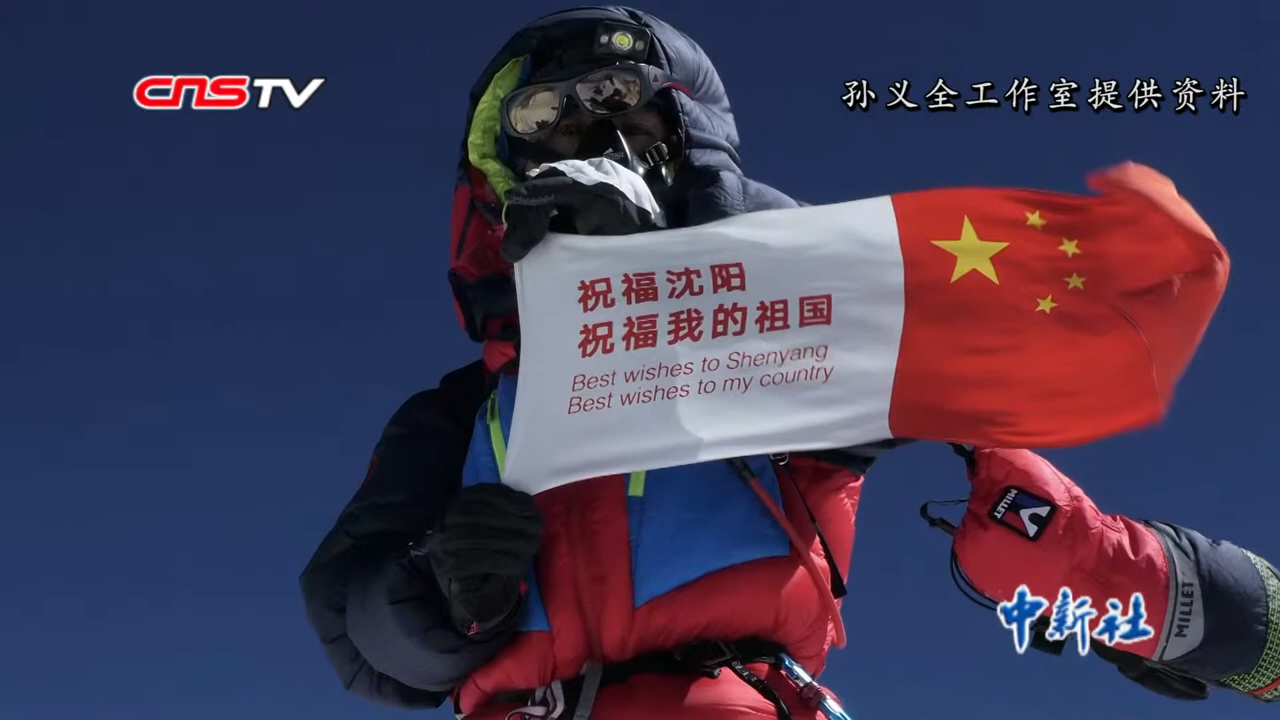 CNSTV
孙义全工作室提供资料
祝福沈阳
祝福我的祖国
Best wishes to Shenyang
Best wishes to my country
MILLET
MILLET
中新社